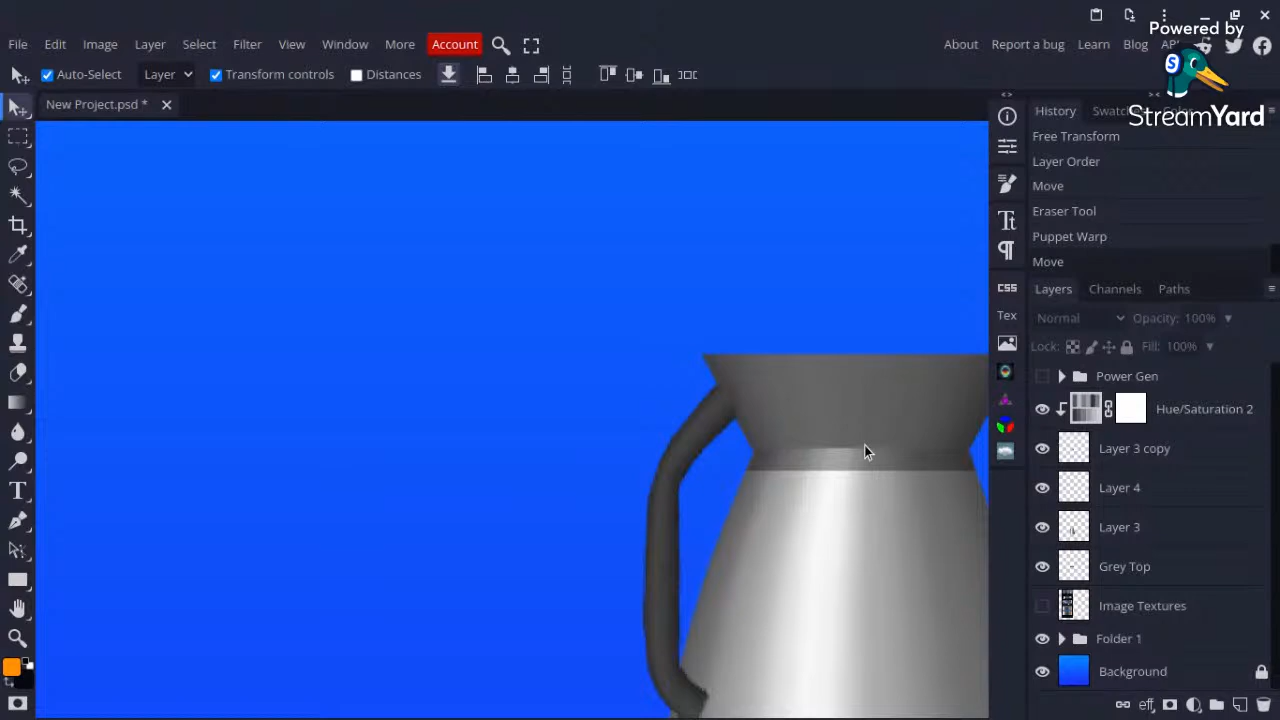 Powered by
StreamYard
File Edit Image Layer Select Filter View Window More Account
About Report a bug Learn Blog
Auto-Select Layer Transform controls Distances
New Project.psd *
History
Free Transform
Layer Order
Move
Eraser Tool
Puppet Warp
Move
CSS
Tex
Layers Channels Paths
Normal Opacity: 100%
Lock: Fill: 100%
Power Gen
Hue/Saturation 2
Layer 3 copy
Layer 4
Layer 3
Grey Top
Image Textures
Folder 1
Background
eff